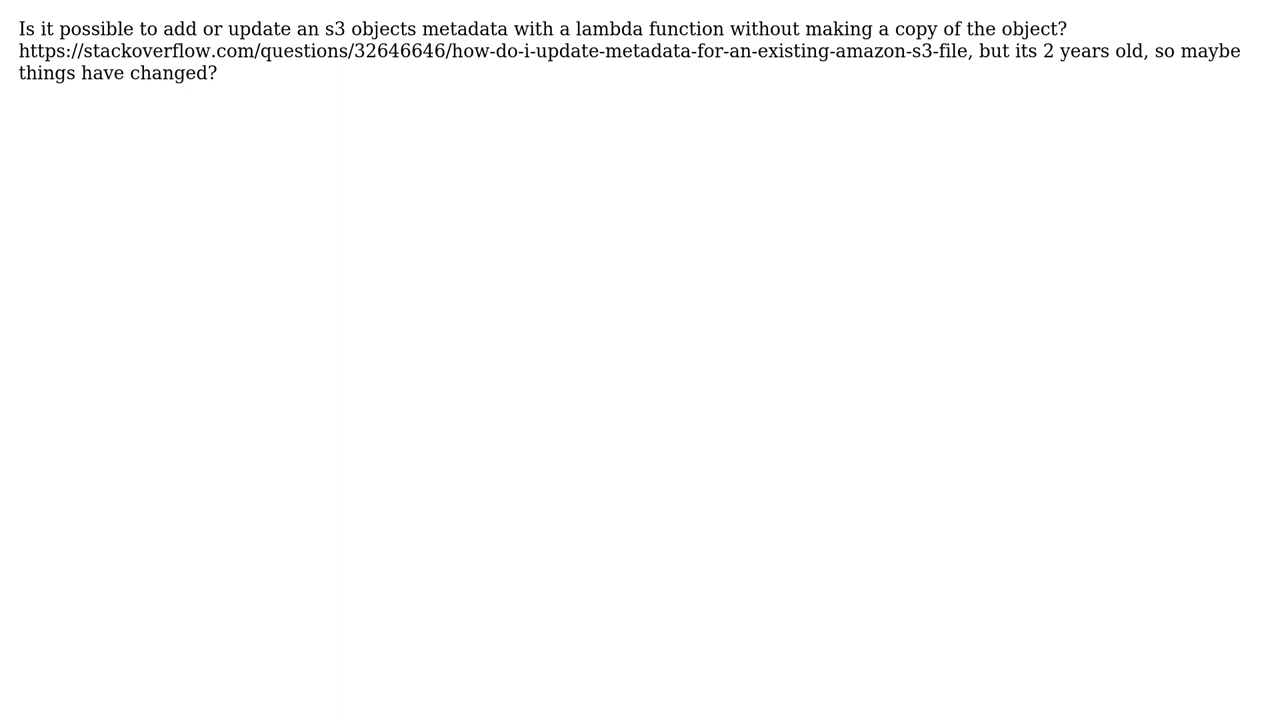 Is it possible to add or update an s3 objects metadata with a lambda function without making a copy of the object?
https://stackoverflow.com/questions/32646646/how-do-i-update-metadata-for-an-existing-amazon-s3-file, but its 2 years old, so maybe
things have changed?